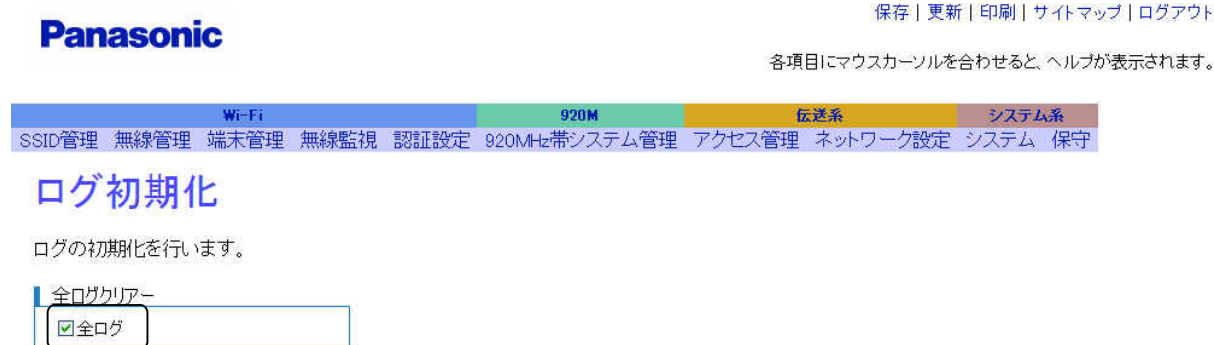 Panasonic
保存 | 更新 | 印刷 | サイトマップ | ログアウト
各項目にマウスカーソルを合わせると、ヘルプが表示されます。
Wi-Fi 920M 伝送系 システム系
SSID管理 無線管理 端末管理 無線監視 認証設定 920MHz帯システム管理 アクセス管理 ネットワーク設定 システム 保守
ログ初期化
ログの初期化を行います。
全ログクリアー
全ログ